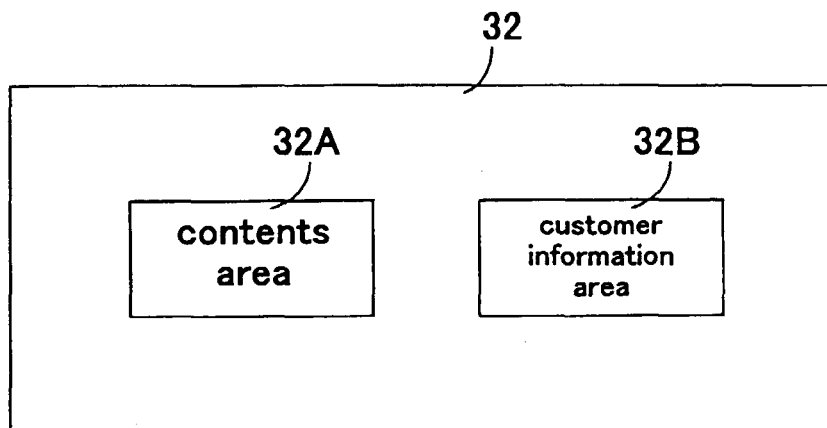 32
32A
32B
contents
area
customer
information
area